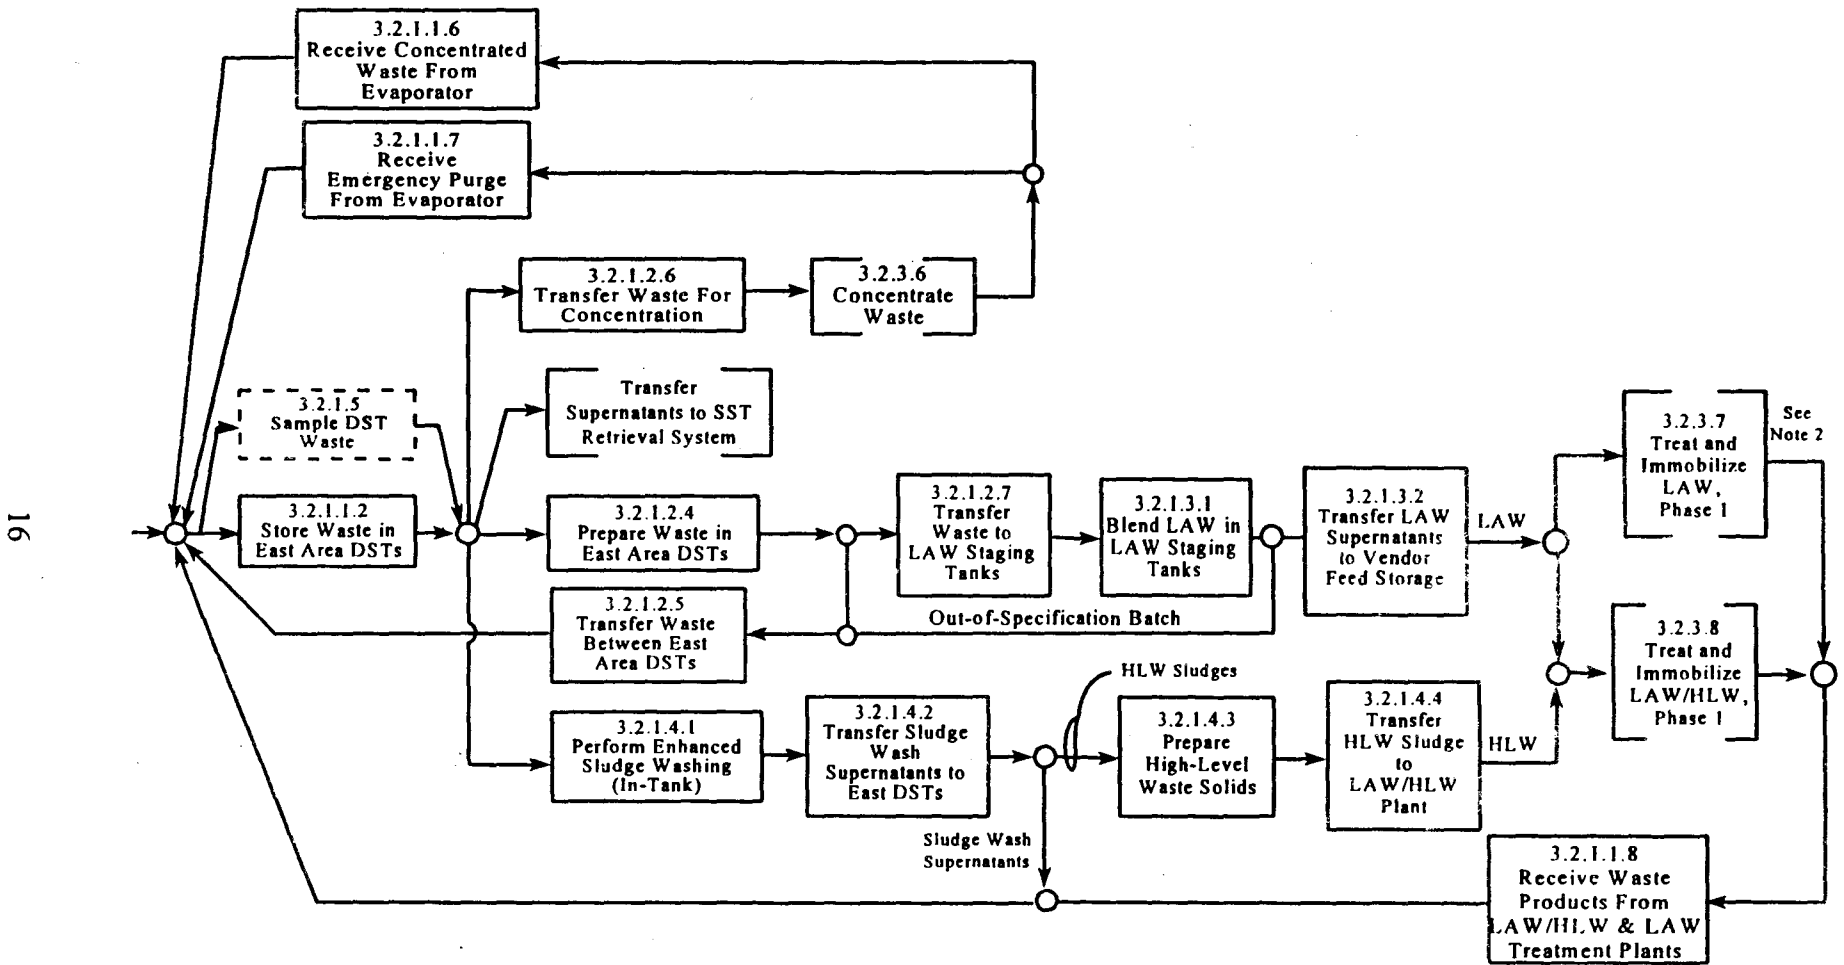 3.2.1.1.6
Receive Concentrated
Waste From
Evaporator
3.2.1.1.7
Receive
Emergency Purge
From Evaporator
3.2.1.2.6
Transfer Waste For
Concentration
3.2.3.6
Concentrate
Waste
Transfer
Supernatants to SST
Retrieval System
3.2.1.5
Sample DST
Waste
3.2.1.1.2
Store Waste in
East Area DSTs
3.2.1.2.4
Prepare Waste in
East Area DSTs
3.2.1.2.7
Transfer
Waste to
LAW Staging
Tanks
3.2.1.3.1
Blend LAW in
LAW Staging
Tanks
3.2.1.3.2
Transfer LAW
Supernatants
to Vendor
Feed Storage
LAW
3.2.3.7
Treat and
Immobilize
LAW,
Phase 1
See
Note 2
3.2.1.2.5
Transfer Waste
Between East
Area DSTs
Out-of-Specification Batch
HLW Sludges
3.2.3.8
Treat and
Immobilize
LAW/HLW,
Phase 1
3.2.1.4.1
Perform Enhanced
Sludge Washing
(In-Tank)
3.2.1.4.2
Transfer Sludge
Wash
Supernatants to
East DSTs
3.2.1.4.3
Prepare
High-Level
Waste Solids
3.2.1.4.4
Transfer
HLW Sludge
to
LAW/HLW
Plant
HLW
Sludge Wash
Supernatants
3.2.1.1.8
Receive Waste
Products From
LAW/HLW & LAW
Treatment Plants
16